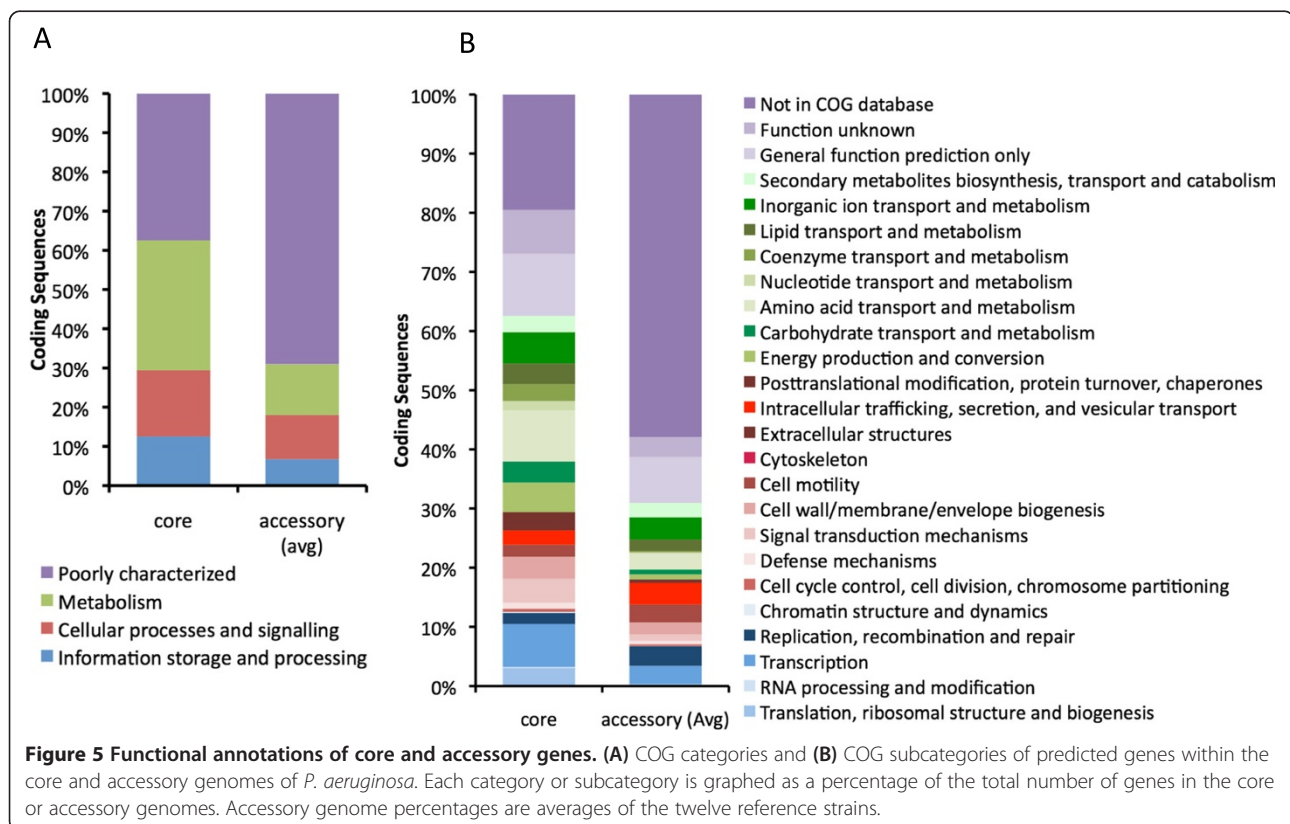 A
100%
90%
80%
70%
60%
50%
40%
30%
20%
10%
0%
Coding Sequences
core
accessory
(avg)
Poorly characterized
Metabolism
Cellular processes and signalling
Information storage and processing
B
100%
90%
80%
70%
60%
50%
40%
30%
20%
10%
0%
Coding Sequences
core
accessory (Avg)
Not in COG database
Function unknown
General function prediction only
Secondary metabolites biosynthesis, transport and catabolism
Inorganic ion transport and metabolism
Lipid transport and metabolism
Coenzyme transport and metabolism
Nucleotide transport and metabolism
Amino acid transport and metabolism
Carbohydrate transport and metabolism
Energy production and conversion
Posttranslational modification, protein turnover, chaperones
Intracellular trafficking, secretion, and vesicular transport
Extracellular structures
Cytoskeleton
Cell motility
Cell wall/membrane/envelope biogenesis
Signal transduction mechanisms
Defense mechanisms
Cell cycle control, cell division, chromosome partitioning
Chromatin structure and dynamics
Replication, recombination and repair
Transcription
RNA processing and modification
Translation, ribosomal structure and biogenesis
Figure 5 Functional annotations of core and accessory genes. (A) COG categories and (B) COG subcategories of predicted genes within the
core and accessory genomes of P. aeruginosa. Each category or subcategory is graphed as a percentage of the total number of genes in the core
or accessory genomes. Accessory genome percentages are averages of the twelve reference strains.